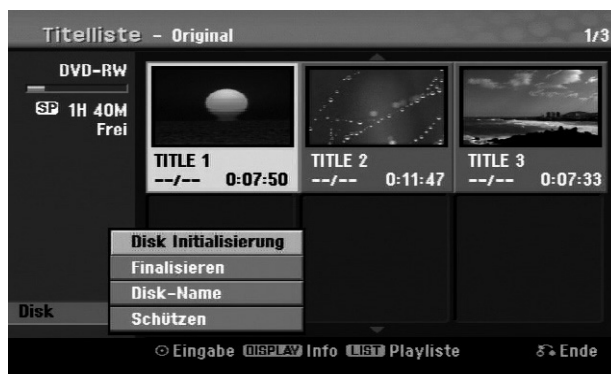 Titelliste – Original 1/3
DVD-RW
SP 1H 40M
Frei
TITLE 1
--/-- 0:07:50
TITLE 2
--/-- 0:11:47
TITLE 3
--/-- 0:07:33
Disk Initialisierung
Finalisieren
Disk-Name
Schützen
Disk
Eingabe DISPLAY Info LIST Playliste Ende